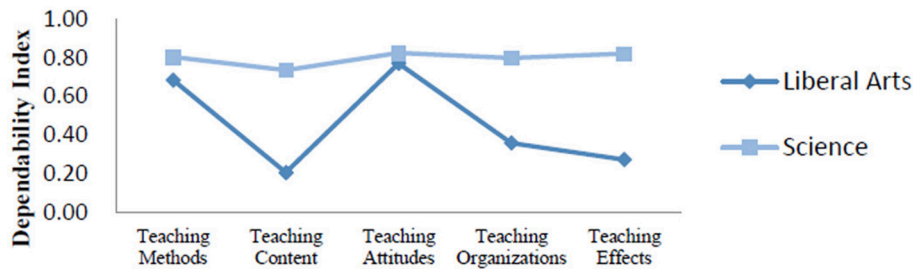 Dependability Index
1.00
0.80
0.60
0.40
0.20
0.00
Teaching
Methods
Teaching
Content
Teaching
Attitudes
Teaching
Organizations
Teaching
Effects
Liberal Arts
Science